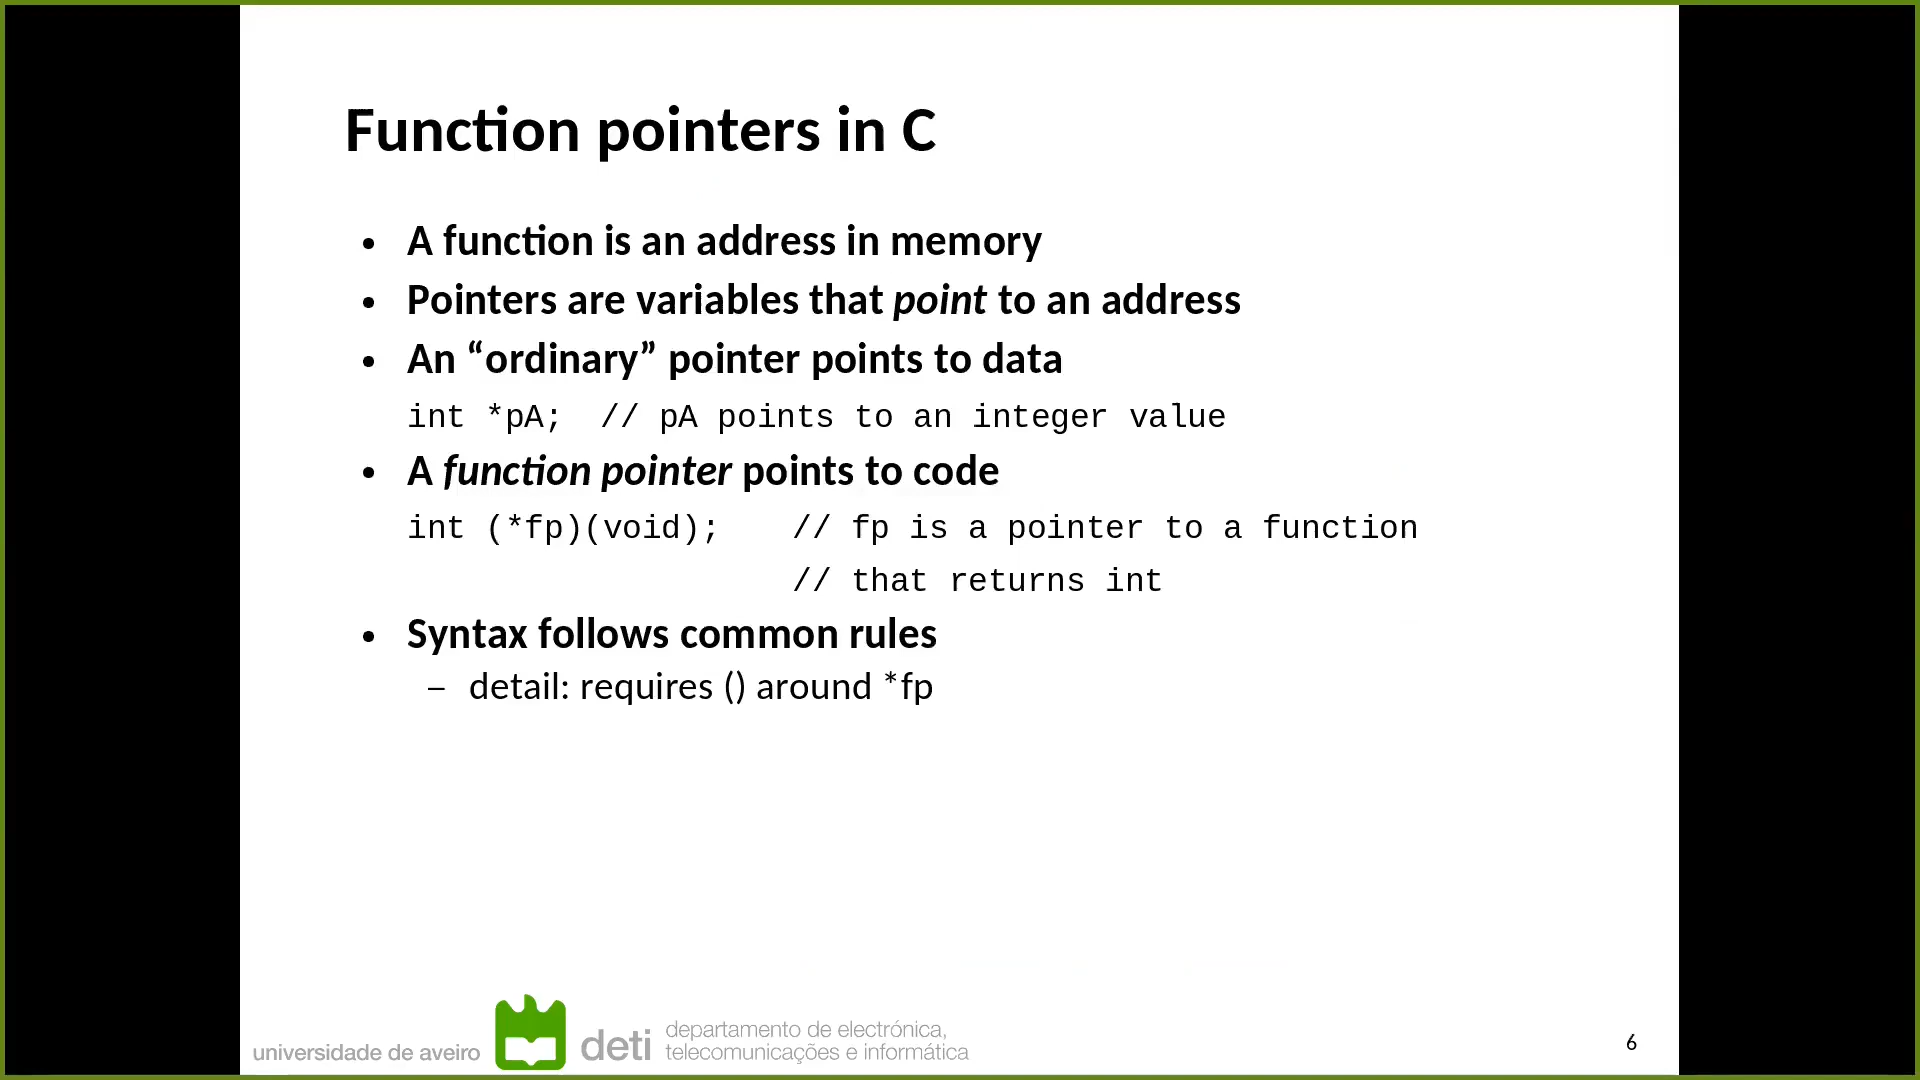 Function pointers in C
• A function is an address in memory
• Pointers are variables that point to an address
• An “ordinary” pointer points to data
int *pA;  // pA points to an integer value
• A function pointer points to code
int (*fp)(void);    // fp is a pointer to a function
// that returns int
• Syntax follows common rules
– detail: requires () around *fp
universidade de aveiro
deti
departamento de electrónica,
telecomunicações e informática
6